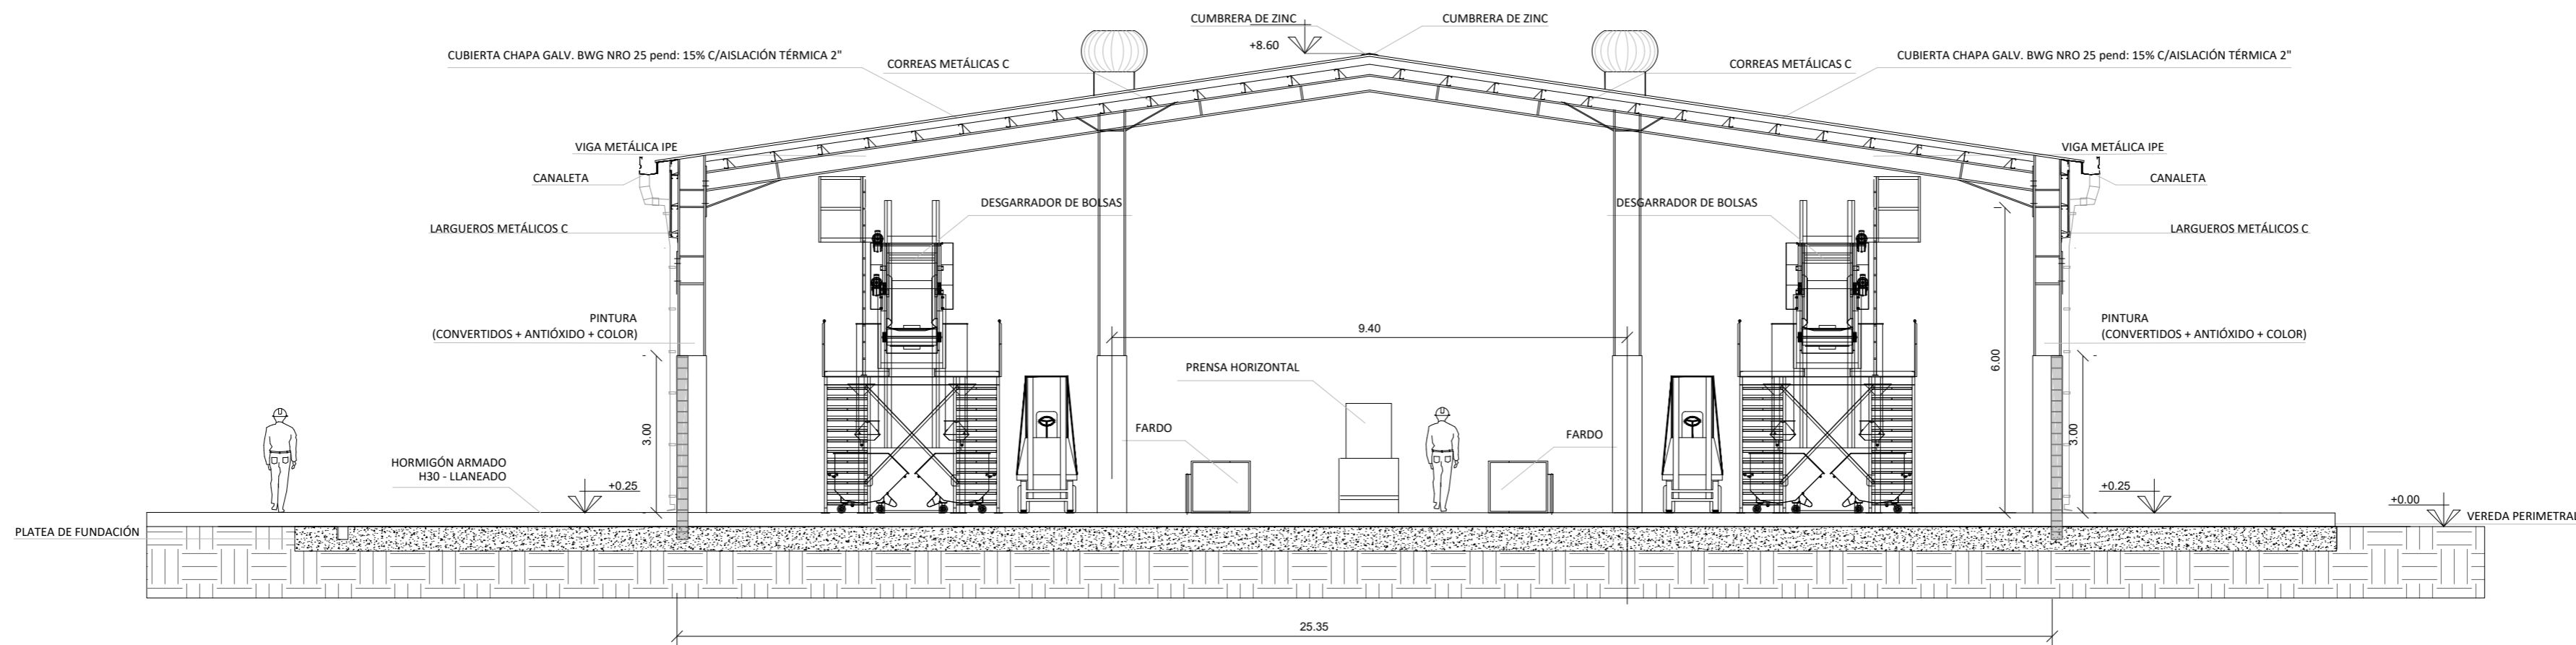 CUMBRERA DE ZINC
CUMBRERA DE ZINC
+8.60
CUBIERTA CHAPA GALV. BWG NRO 25 pend: 15% C/AISLACIÓN TÉRMICA 2"
CORREAS METÁLICAS C
CORREAS METÁLICAS C
CUBIERTA CHAPA GALV. BWG NRO 25 pend: 15% C/AISLACIÓN TÉRMICA 2"
VIGA METÁLICA IPE
VIGA METÁLICA IPE
CANALETA
CANALETA
DESGARRADOR DE BOLSAS
DESGARRADOR DE BOLSAS
LARGUEROS METÁLICOS C
LARGUEROS METÁLICOS C
PINTURA
(CONVERTIDOS + ANTIÓXIDO + COLOR)
9.40
PINTURA
(CONVERTIDOS + ANTIÓXIDO + COLOR)
6.00
PRENSA HORIZONTAL
3.00
FARDO
FARDO
3.00
HORMIGÓN ARMADO
H30 - LLANEADO
+0.25
+0.25
+0.00
PLATEA DE FUNDACIÓN
VEREDA PERIMETRAL
25.35